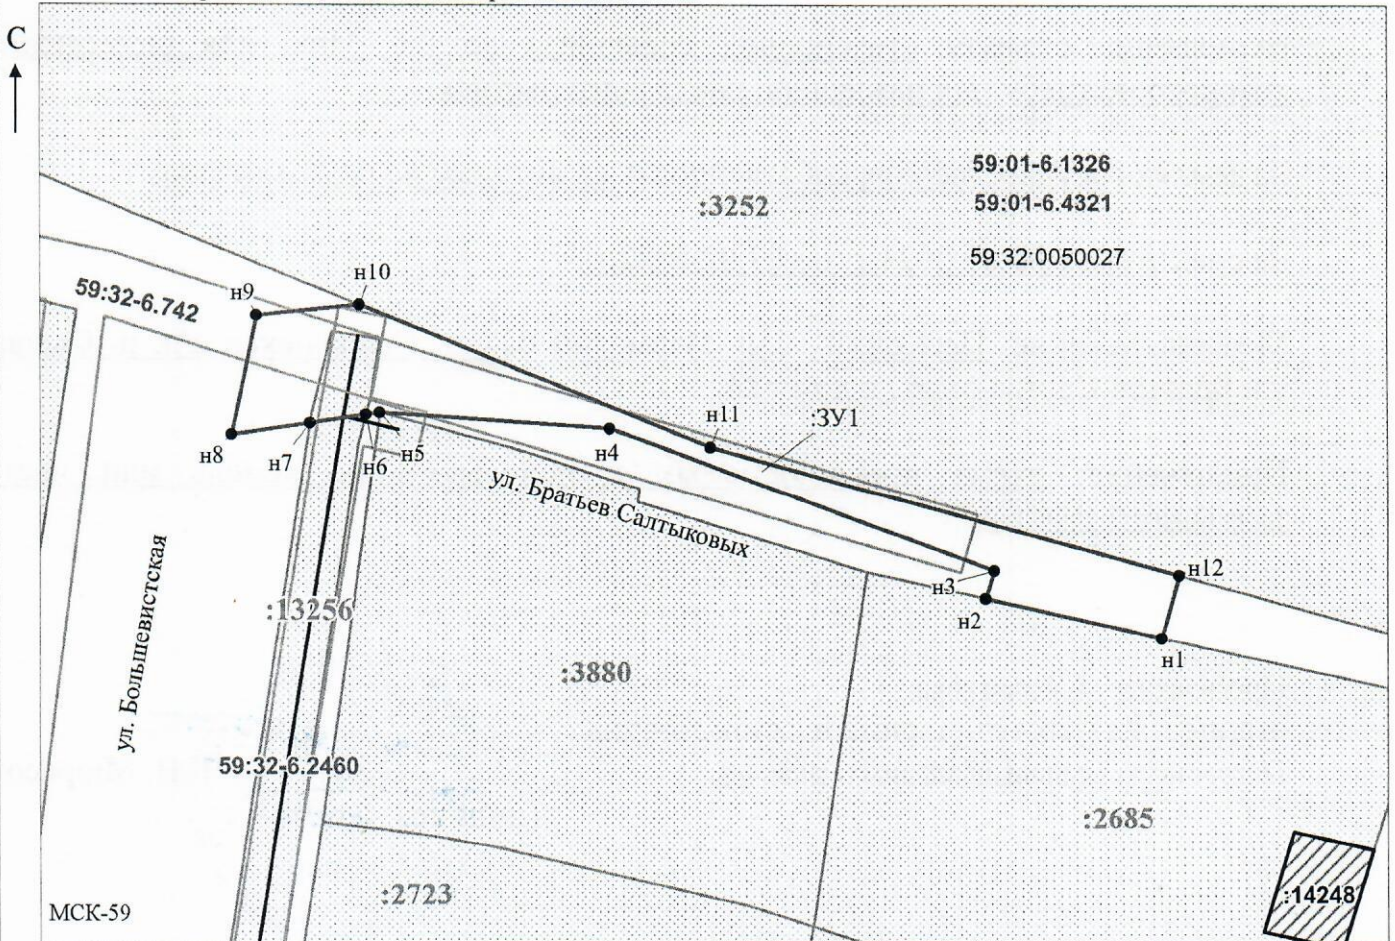 С
59:01-6.1326
:3252
59:01-6.4321
59:32:0050027
н10
н9
59:32-6.742
н11
:ЗУ1
н8
н7
н6
н5
н4
ул. Братьев Салтыковых
н12
н3
н2
н1
ул. Большевистская
:13256
:3880
59:32-6.2460
:2685
:2723
:14248
МСК-59